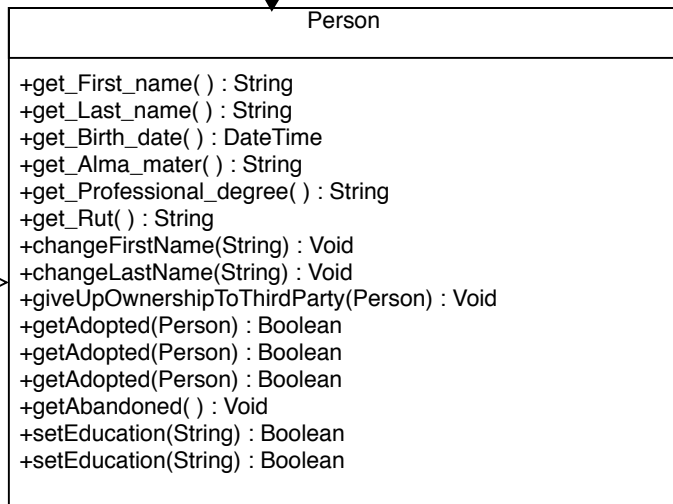 Person
+get_First_name( ) : String
+get_Last_name( ) : String
+get_Birth_date( ) : DateTime
+get_Alma_mater( ) : String
+get_Professional_degree( ) : String
+get_Rut( ) : String
+changeFirstName(String) : Void
+changeLastName(String) : Void
+giveUpOwnershipToThirdParty(Person) : Void
+getAdopted(Person) : Boolean
+getAdopted(Person) : Boolean
+getAdopted(Person) : Boolean
+getAbandoned( ) : Void
+setEducation(String) : Boolean
+setEducation(String) : Boolean